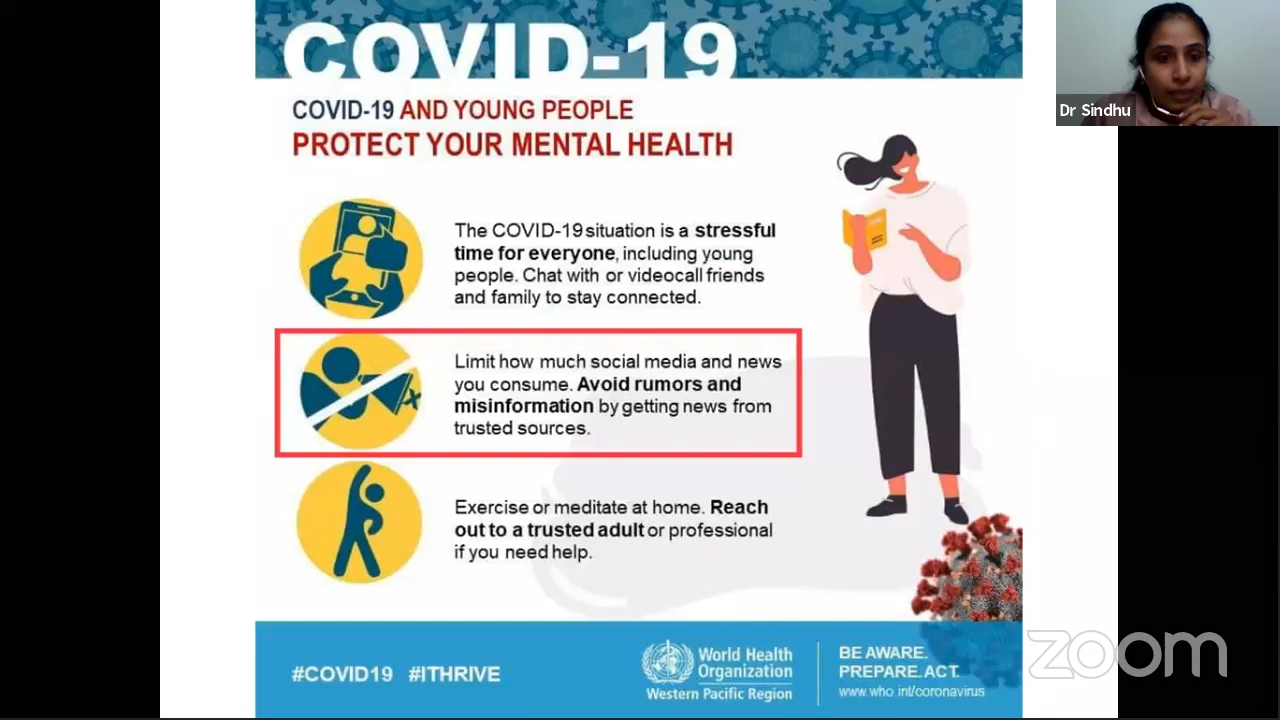 COVID-19
Dr Sindhu
COVID-19 AND YOUNG PEOPLE
PROTECT YOUR MENTAL HEALTH
The COVID-19 situation is a stressful
time for everyone, including young
people. Chat with or videocall friends
and family to stay connected.
Limit how much social media and news
you consume. Avoid rumors and
misinformation by getting news from
trusted sources.
Exercise or meditate at home. Reach
out to a trusted adult or professional
if you need help.
#COVID19 #ITHRIVE
World Health
Organization
Western Pacific Region
BE AWARE.
PREPARE. ACT.
www.who.int/coronavirus
zoom